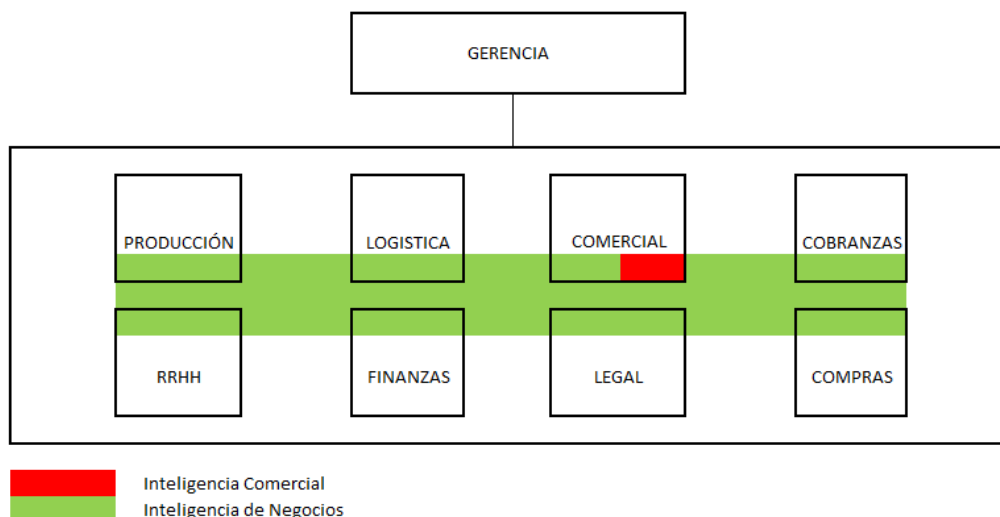 GERENCIA
PRODUCCIÓN
LOGISTICA
COMERCIAL
COBRANZAS
RRHH
FINANZAS
LEGAL
COMPRAS
Inteligencia Comercial
Inteligencia de Negocios